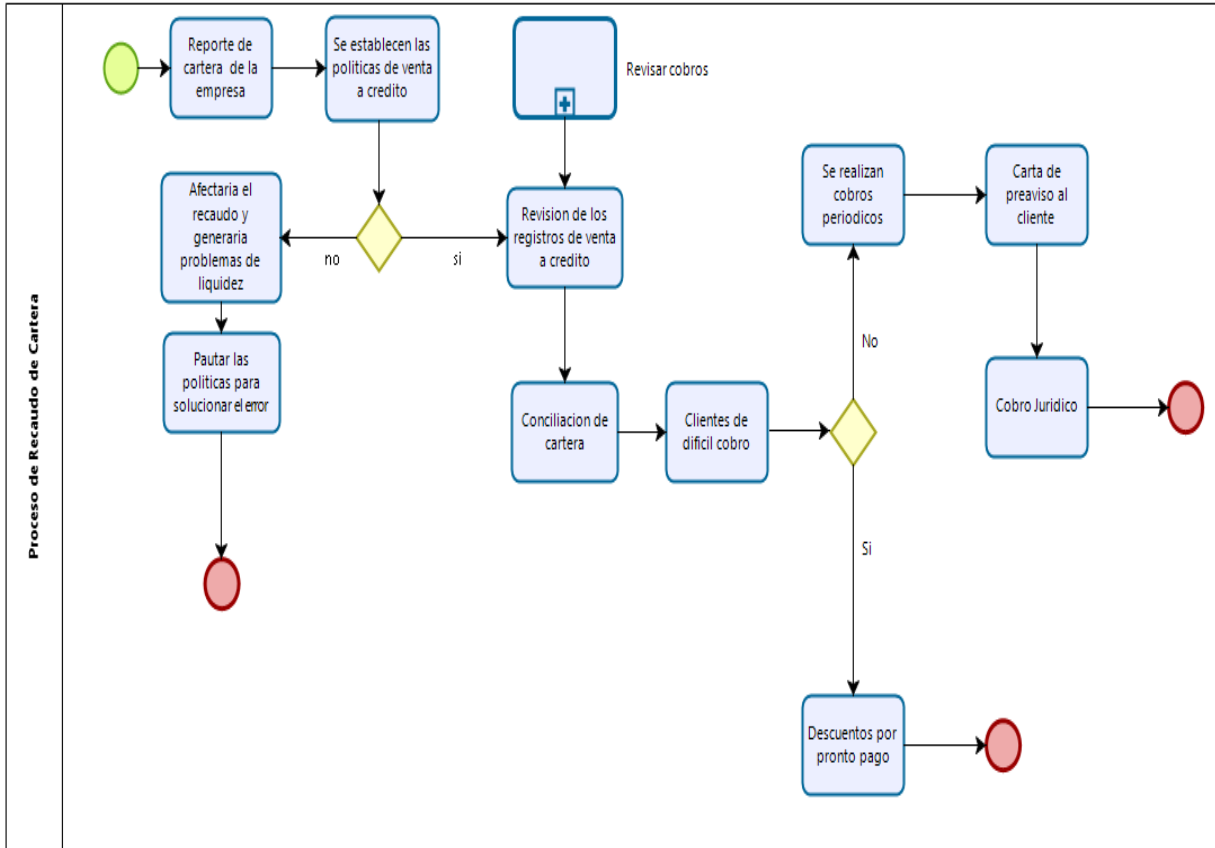 Proceso de Recaudo de Cartera
Reporte de
cartera de la
empresa
Se establecen las
politicas de venta
a credito
Revisar cobros
Afectaria el
recaudo y
generaria
problemas de
liquidez
no
si
Revision de los
registros de venta
a credito
Se realizan
cobros
periodicos
Carta de
preaviso al
cliente
Pautar las
politicas para
solucionar el error
No
Conciliacion de
cartera
Clientes de
dificil cobro
Cobro Juridico
Si
Descuentos por
pronto pago